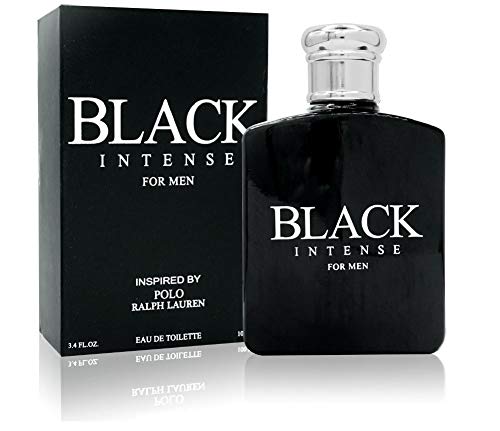 BLACK
INTENSE
FOR MEN
INSPIRED BY
POLO
RALPH LAUREN
3.4 FL.OZ. EAU DE TOILETTE
BLACK
INTENSE
FOR MEN